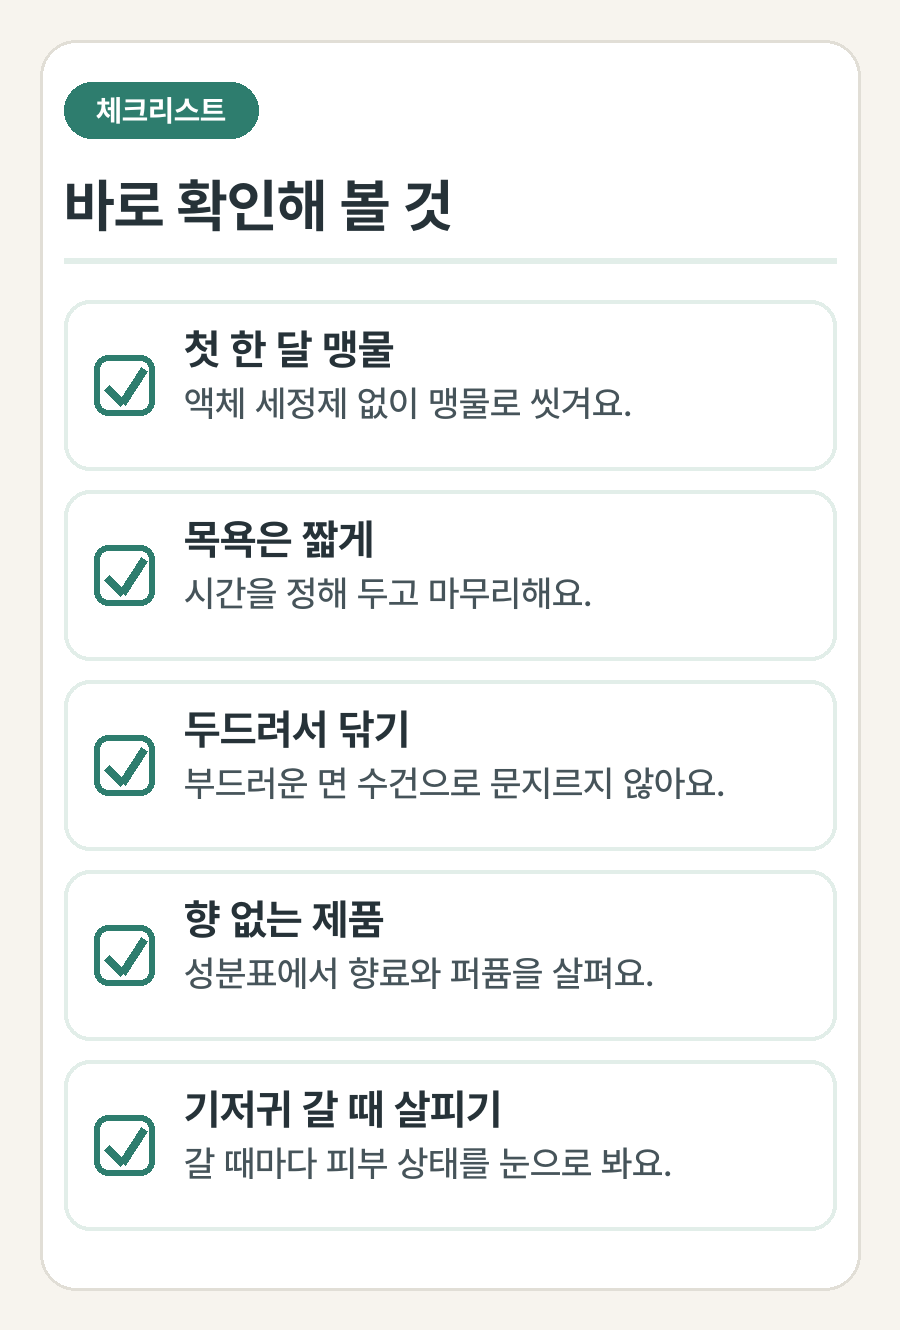 체크리스트
바로 확인해 볼 것
첫 한 달 맹물
액체 세정제 없이 맹물로 씻겨요.
목욕은 짧게
시간을 정해 두고 마무리해요.
두드려서 닦기
부드러운 면 수건으로 문지르지 않아요.
향 없는 제품
성분표에서 향료와 퍼퓸을 살펴요.
기저귀 갈 때 살피기
갈 때마다 피부 상태를 눈으로 봐요.